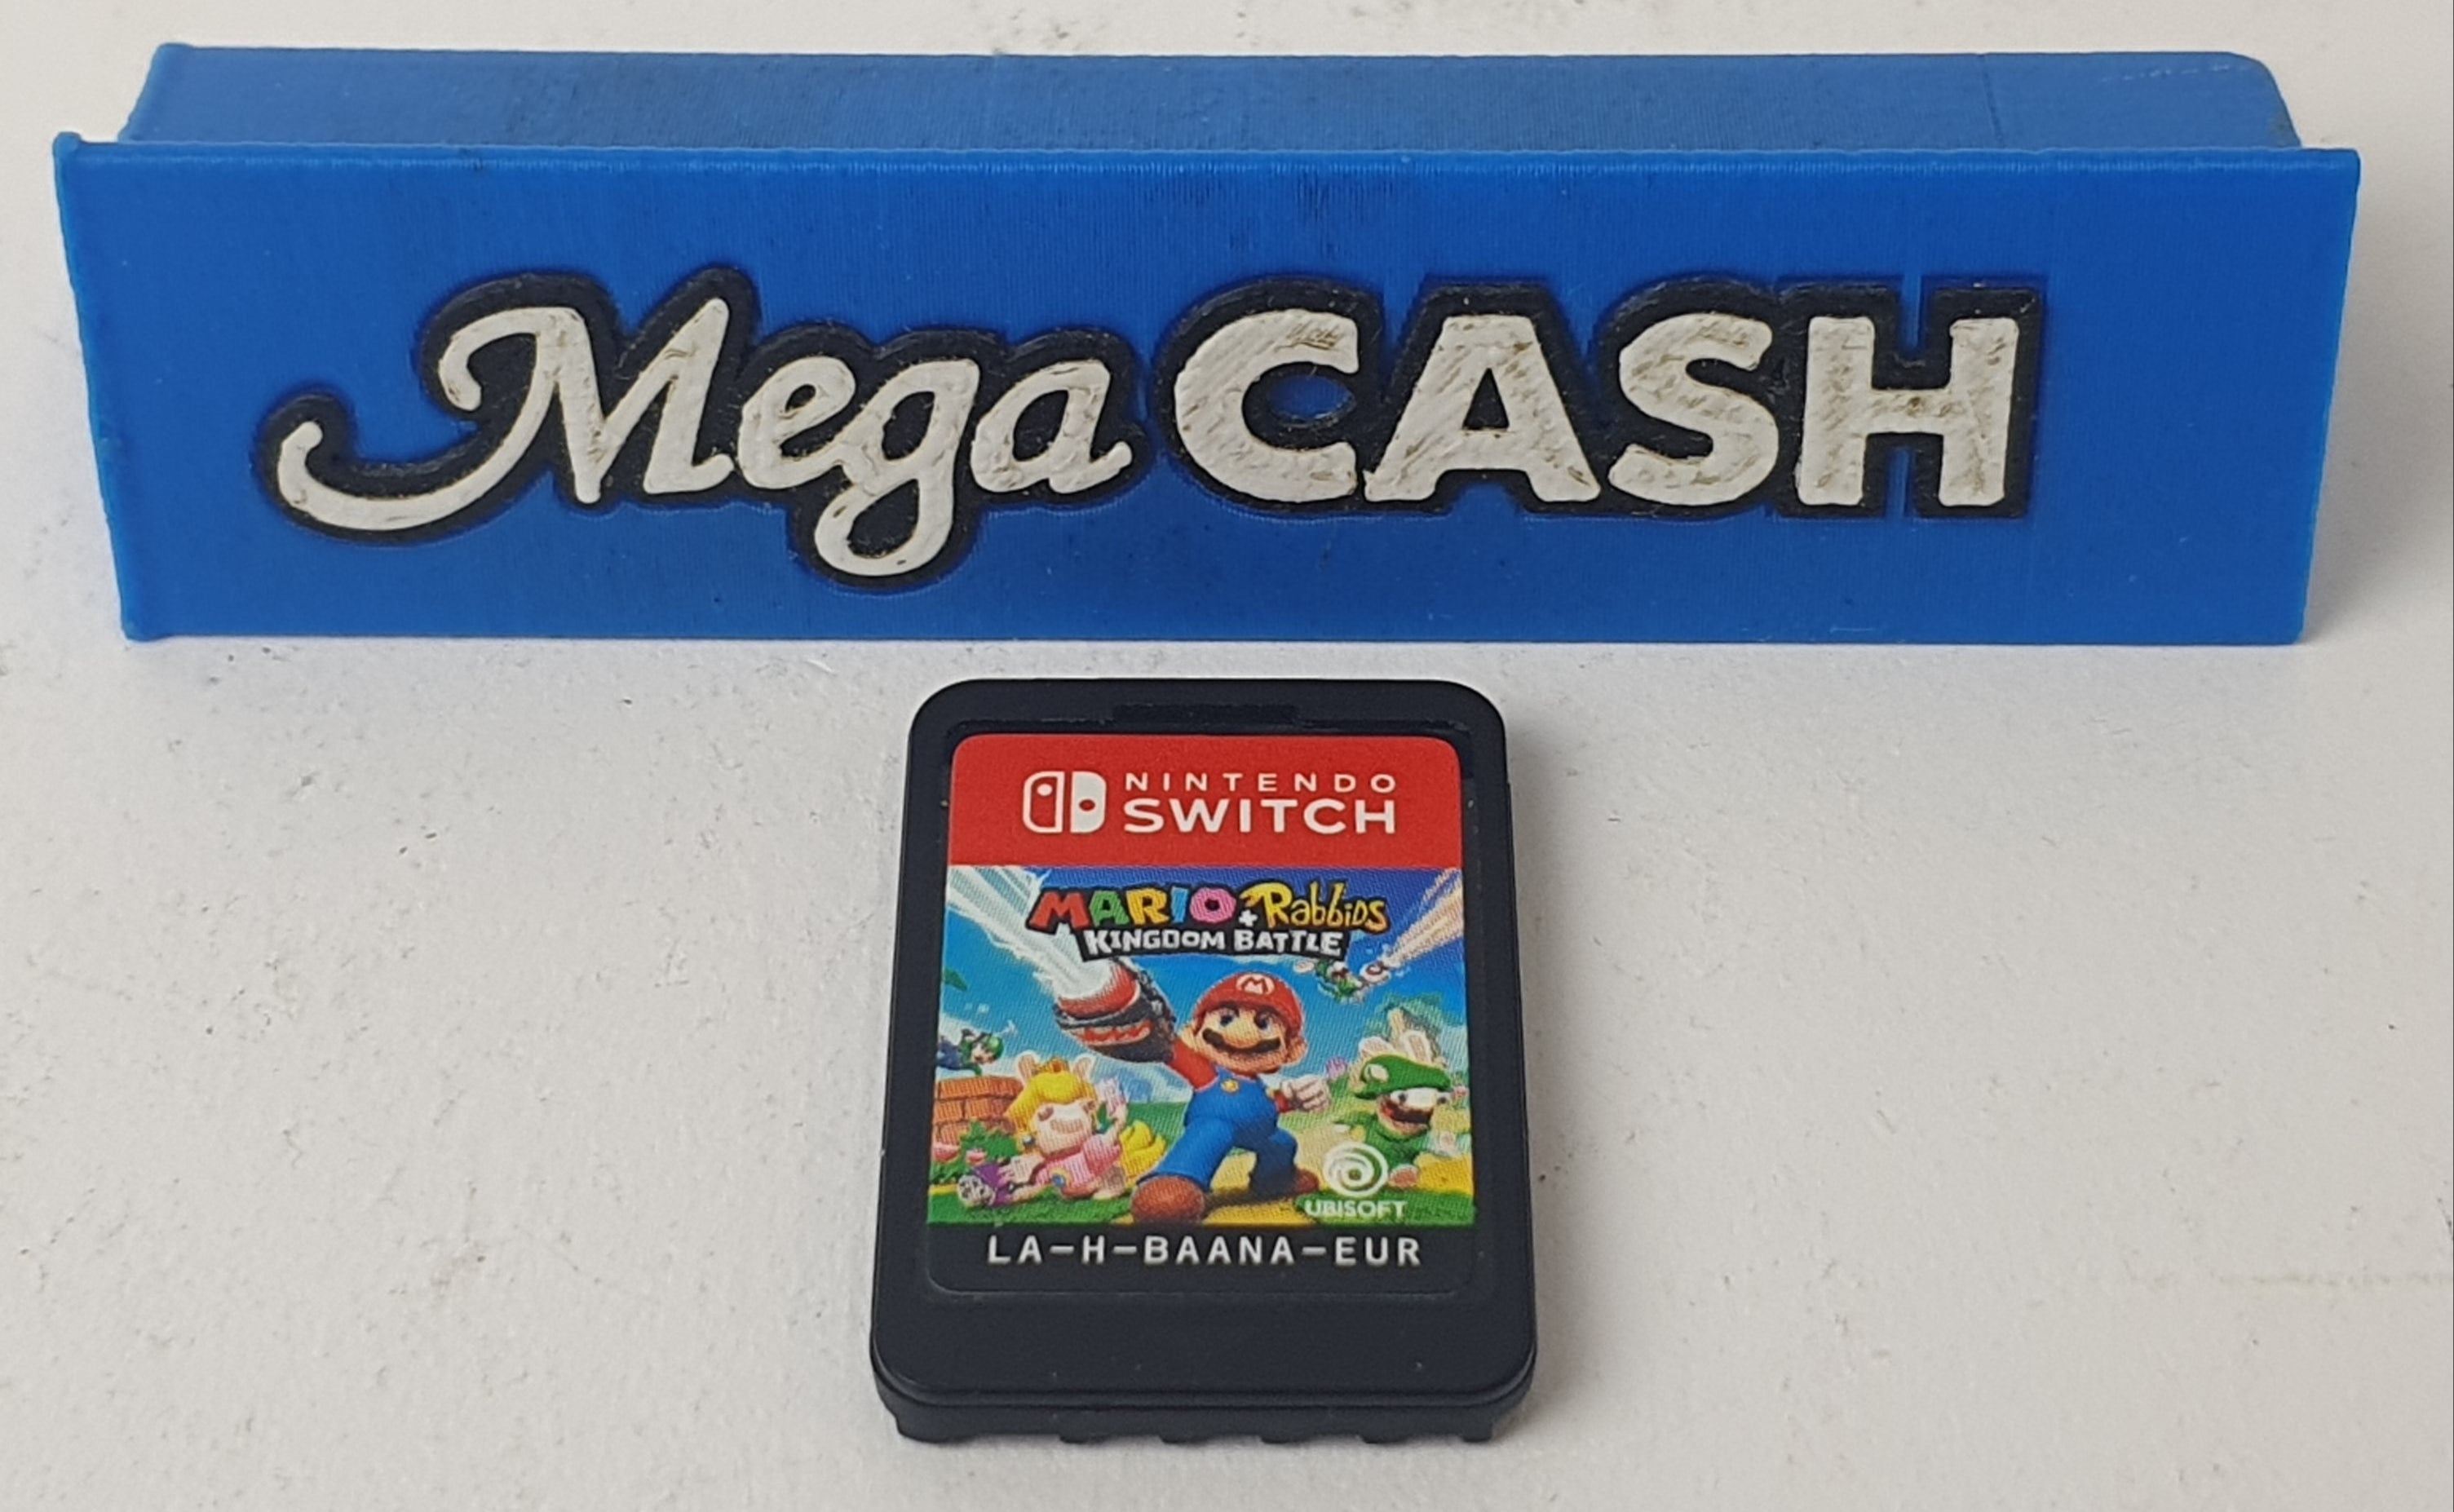 Mega CASH
NINTENDO
SWITCH
MARIO + Rabbids
KINGDOM BATTLE
M
UBISOFT
LA-H-BAANA-EUR